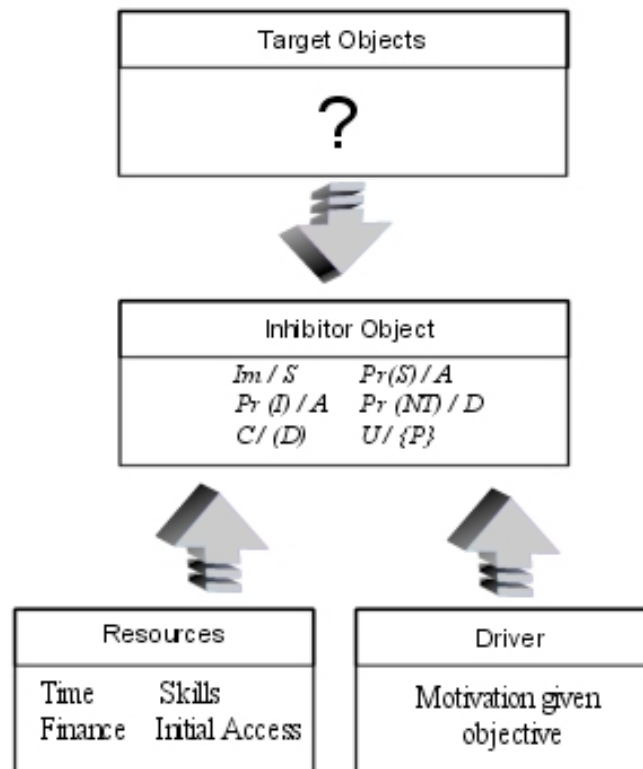 Target Objects
?
Inhibitor Object
Im / S Pr(S) / A
Pr (I) / A Pr (NT) / D
C/ (D) U/ {P}
Resources
Time Skills
Finance Initial Access
Driver
Motivation given
objective